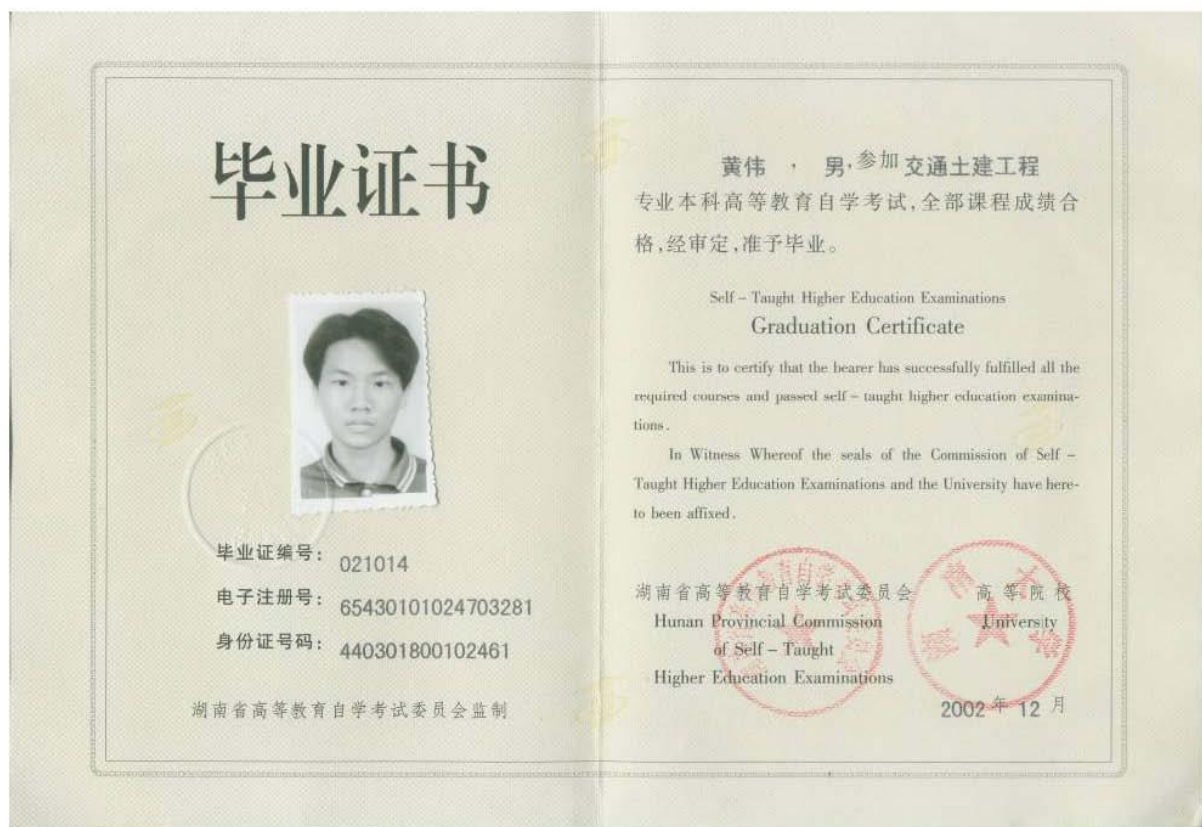 毕业证书
毕业证编号： 021014
电子注册号： 65430101024703281
身份证号码： 440301800102461
湖南省高等教育自学考试委员会监制
黄伟 ， 男，参加 交通土建工程
专业本科高等教育自学考试，全部课程成绩合
格，经审定，准予毕业。
Self – Taught Higher Education Examinations
Graduation Certificate
This is to certify that the bearer has successfully fulfilled all the
required courses and passed self – taught higher education examina-
tions.
In Witness Whereof the seals of the Commission of Self –
Taught Higher Education Examinations and the University have here-
to been affixed.
湖南省高等教育自学考试委员会
Hunan Provincial Commission
of Self – Taught
Higher Education Examinations
高等院校
University
湖南大学
2002 年 12 月